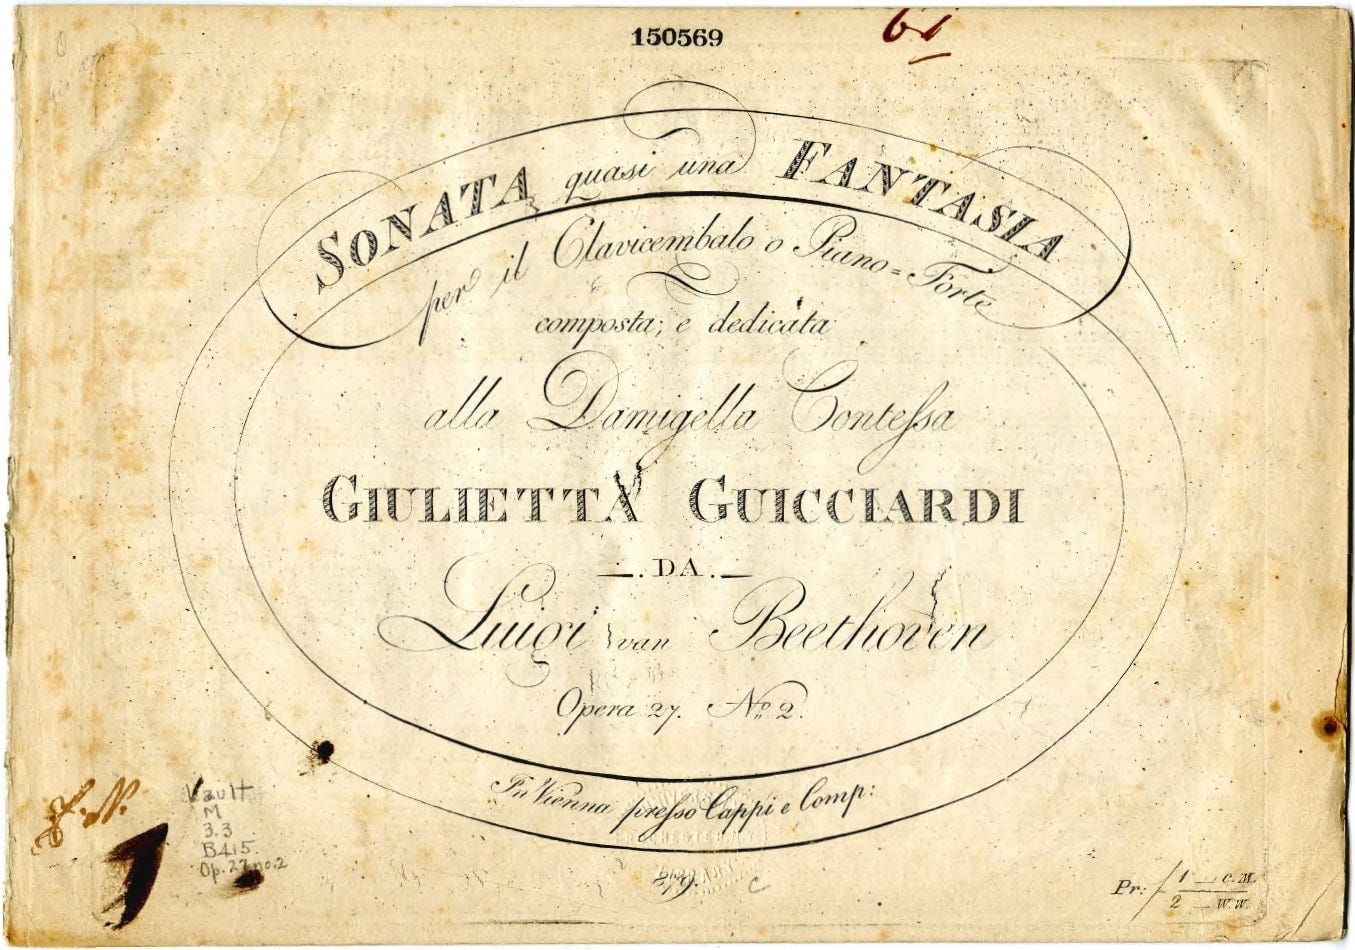 150569
61
SONATA quasi una FANTASIA
per il Clavicembalo o Piano=Forte
composta; e dedicata
alla Damigella Contessa
GIULIETTA GUICCIARDI
DA
Luigi van Beethoven
Opera 27. No. 2.
In Vienna presso Cappi e Comp:
879.
Vault
M
3.3
B415.
Op.27 no.2
Pr: f 1 — c.M.
2 — W.W.